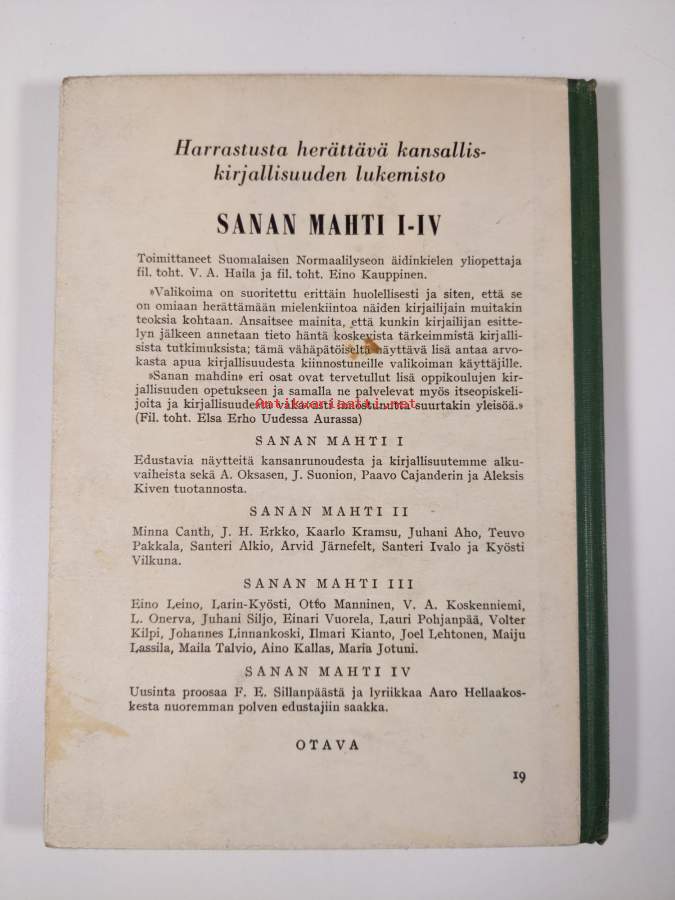 Harrastusta herättävä kansallis-
kirjallisuuden lukemisto
SANAN MAHTI I-IV
Toimittaneet Suomalaisen Normaalilyseon äidinkielen yliopettaja
fil. toht. V. A. Haila ja fil. toht. Eino Kauppinen.
»Valikoima on suoritettu erittäin huolellisesti ja siten, että se
on omiaan herättämään mielenkiintoa näiden kirjailijain muitakin
teoksia kohtaan. Ansaitsee mainita, että kunkin kirjailijan esitte-
lyn jälkeen annetaan tieto häntä koskevista tärkeimmistä kirjalli-
sista tutkimuksista; tämä vähäpätöiseltä näyttävä lisä antaa arvo-
kasta apua kirjallisuudesta kiinnostuneille valikoiman käyttäjille.
»Sanan mahdin» eri osat ovat tervetullut lisä oppikoulujen kir-
jallisuuden opetukseen ja samalla ne palvelevat myös itseopiskeli-
joita ja kirjallisuudesta vakavasti innostunutta suurtakin yleisöä.»
Antikvariaatti.net
(Fil. toht. Elsa Erho Uudessa Aurassa)
SANAN MAHTI I
Edustavia näytteitä kansanrunoudesta ja kirjallisuutemme alku-
vaiheista sekä A. Oksasen, J. Suonion, Paavo Cajanderin ja Aleksis
Kiven tuotannosta.
SANAN MAHTI II
Minna Canth, J. H. Erkko, Kaarlo Kramsu, Juhani Aho, Teuvo
Pakkala, Santeri Alkio, Arvid Järnefelt, Santeri Ivalo ja Kyösti
Vilkuna.
SANAN MAHTI III
Eino Leino, Larin-Kyösti, Otto Manninen, V. A. Koskenniemi,
L. Onerva, Juhani Siljo, Einari Vuorela, Lauri Pohjanpää, Volter
Kilpi, Johannes Linnankoski, Ilmari Kianto, Joel Lehtonen, Maiju
Lassila, Maila Talvio, Aino Kallas, Maria Jotuni.
SANAN MAHTI IV
Uusinta proosaa F. E. Sillanpäästä ja lyriikkaa Aaro Hellaakos-
kesta nuoremman polven edustajiin saakka.
OTAVA
19